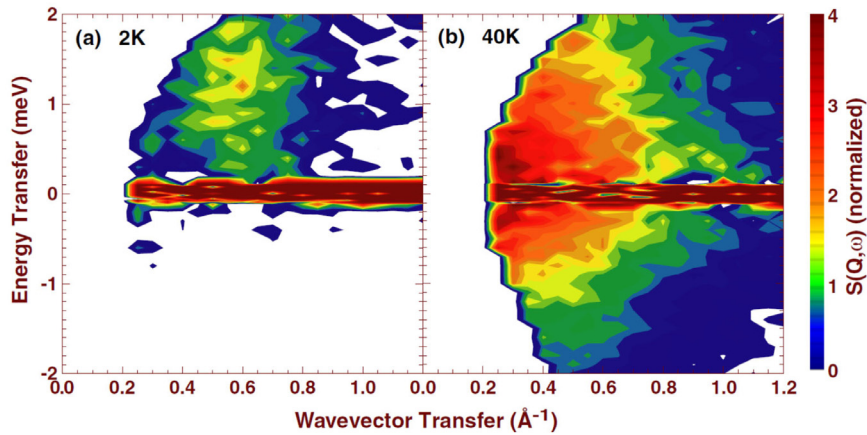 (a) 2K
(b) 40K
Energy Transfer (meV)
2
1
0
-1
-2
0.0 0.2 0.4 0.6 0.8 1.0 0.0 0.2 0.4 0.6 0.8 1.0 1.2
Wavevector Transfer (Å⁻¹)
4
3
2
1
0
S(Q,ω) (normalized)